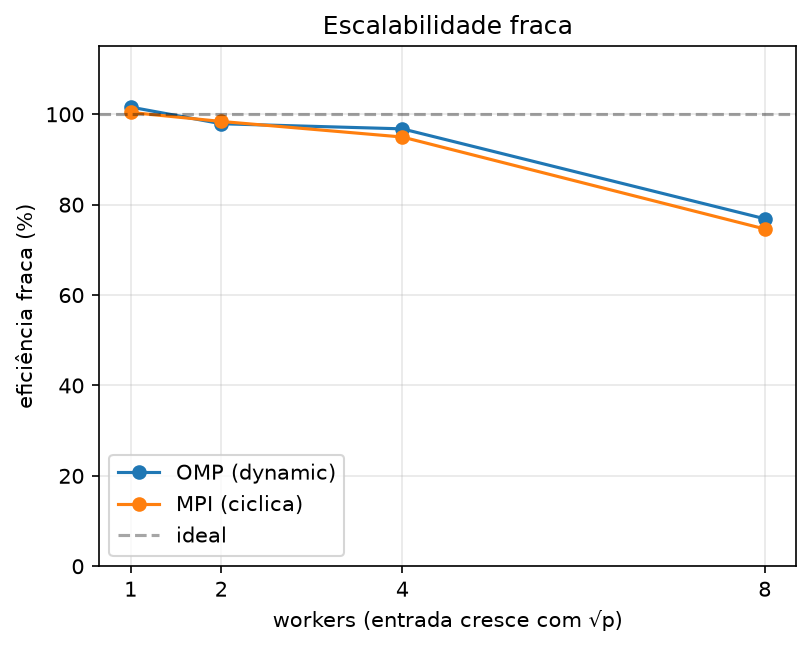 Escalabilidade fraca
eficiência fraca (%)
100
80
60
40
20
0
OMP (dynamic)
MPI (ciclica)
ideal
1 2 4 8
workers (entrada cresce com √p)